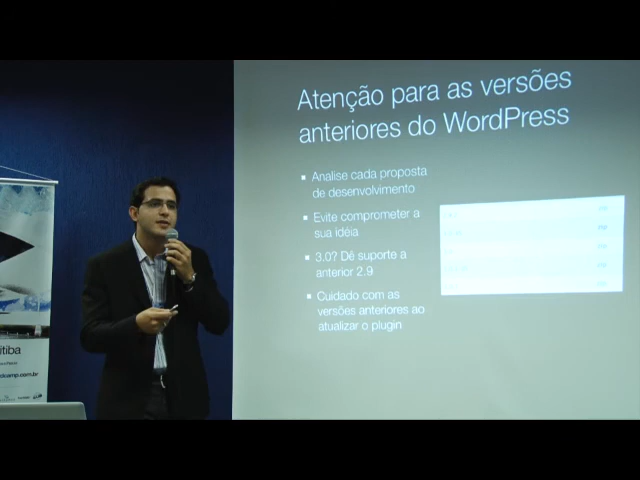 Atenção para as versões
anteriores do WordPress
Analise cada proposta
de desenvolvimento
Evite comprometer a
sua idéia
3.0? Dê suporte a
anterior 2.9
Cuidado com as
versões anteriores ao
atualizar o plugin
itiba